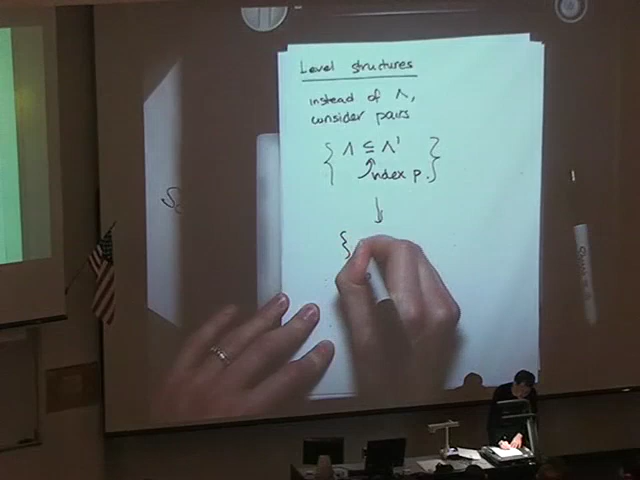 Level structures
instead of Λ,
consider pairs
{ Λ ⊆ Λ' }
index p.
↓
{